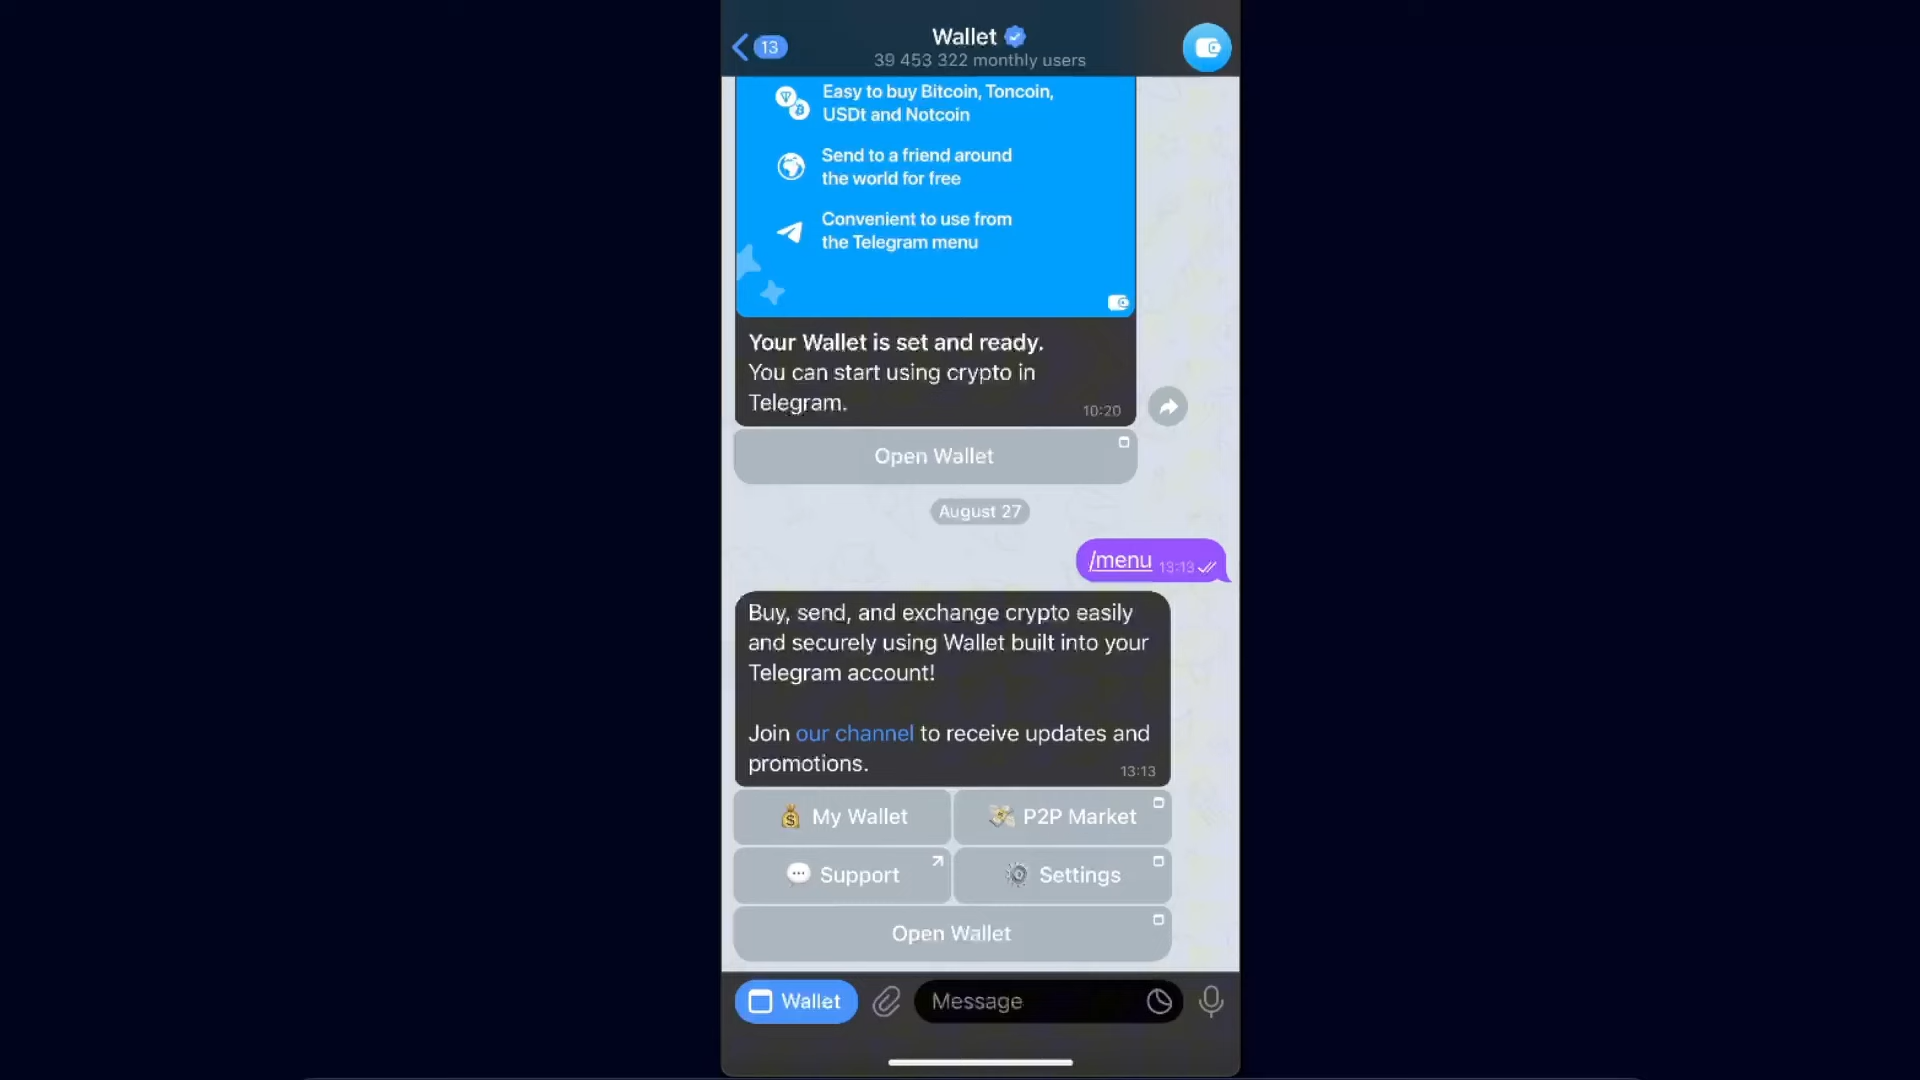 13
Wallet
39 453 322 monthly users
Easy to buy Bitcoin, Toncoin,
USDt and Notcoin
Send to a friend around
the world for free
Convenient to use from
the Telegram menu
Your Wallet is set and ready.
You can start using crypto in
Telegram.
10:20
Open Wallet
August 27
/menu 13:13
Buy, send, and exchange crypto easily
and securely using Wallet built into your
Telegram account!
Join our channel to receive updates and
promotions.
13:13
My Wallet
P2P Market
Support
Settings
Open Wallet
Wallet
Message